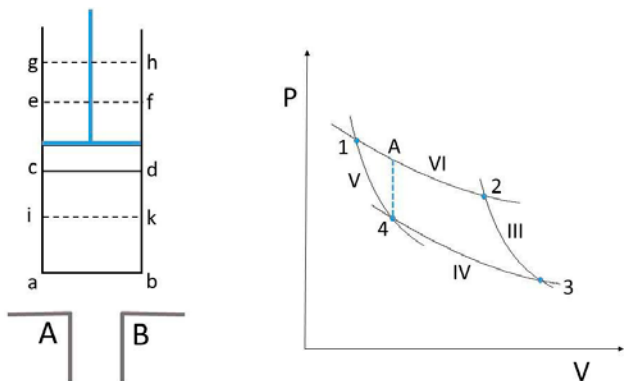 g h
e f
c d
i k
a b
A B
P
1 A VI 2
V III
4 IV 3
V